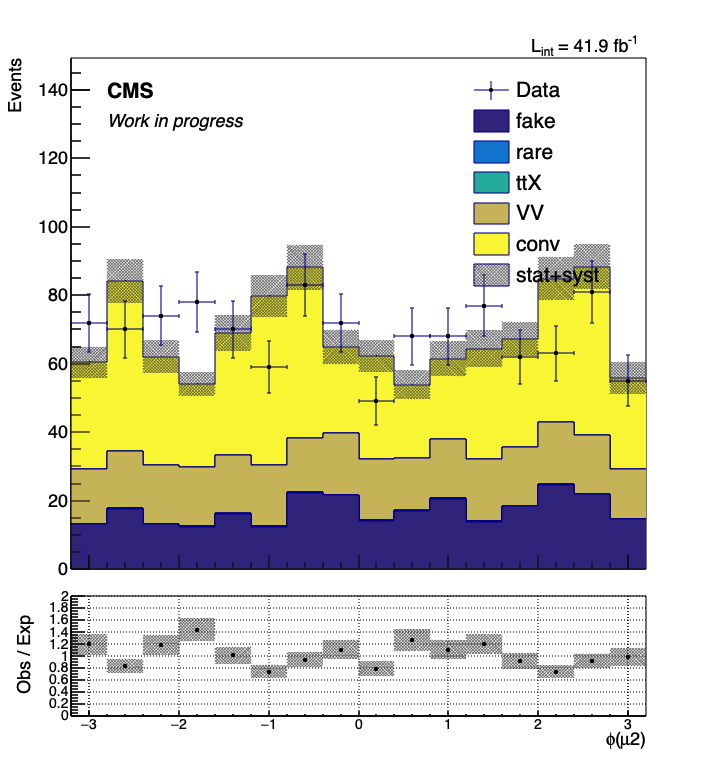 L_int = 41.9 fb⁻¹
Events
CMS
Work in progress
Data
fake
rare
ttX
VV
conv
stat+syst
140
120
100
80
60
40
20
0
Obs / Exp
2
1.8
1.6
1.4
1.2
1
0.8
0.6
0.4
0.2
0
−3 −2 −1 0 1 2 3
ϕ(μ2)